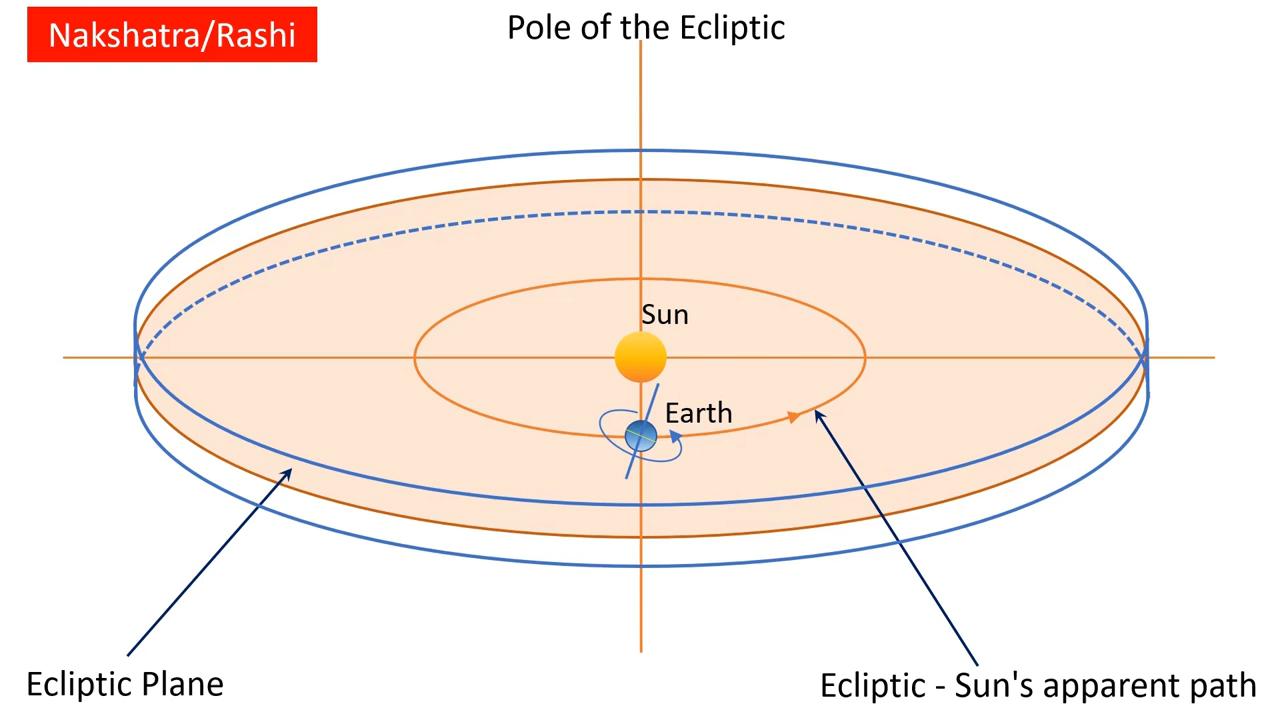 Nakshatra/Rashi
Pole of the Ecliptic
Sun
Earth
Ecliptic Plane
Ecliptic - Sun's apparent path